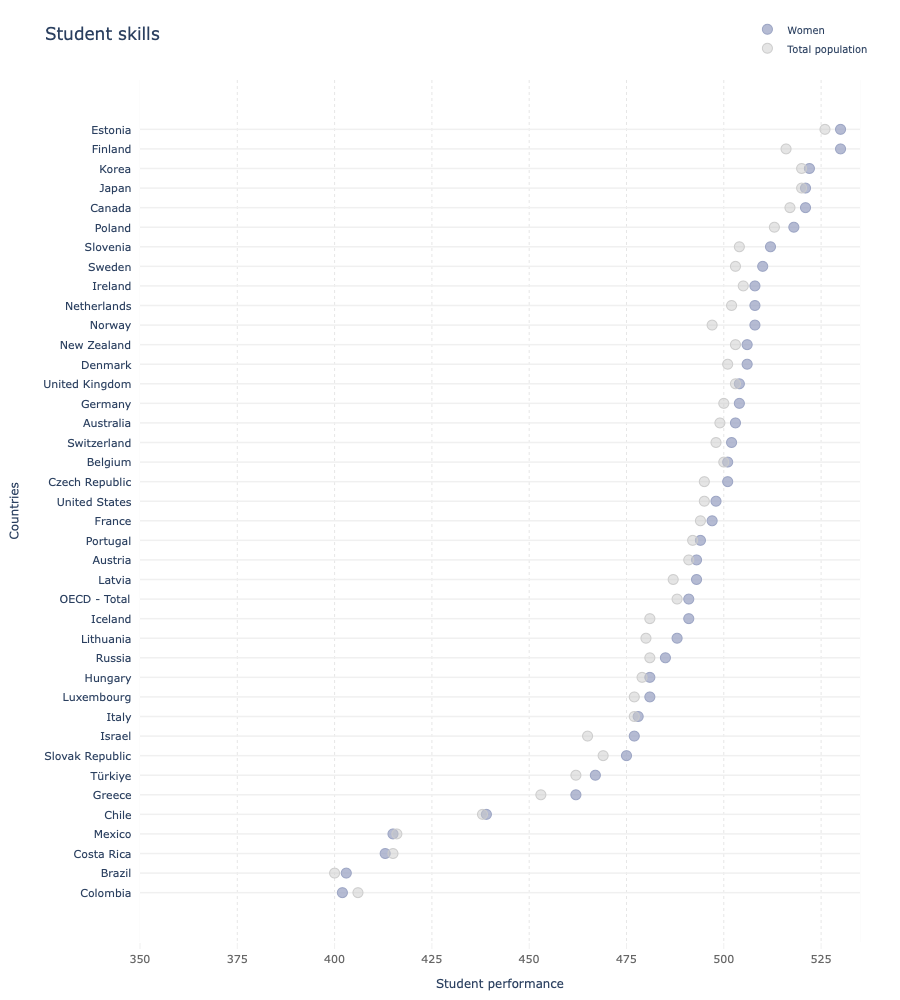 Student skills
Women
Total population
Countries
Estonia
Finland
Korea
Japan
Canada
Poland
Slovenia
Sweden
Ireland
Netherlands
Norway
New Zealand
Denmark
United Kingdom
Germany
Australia
Switzerland
Belgium
Czech Republic
United States
France
Portugal
Austria
Latvia
OECD - Total
Iceland
Lithuania
Russia
Hungary
Luxembourg
Italy
Israel
Slovak Republic
Türkiye
Greece
Chile
Mexico
Costa Rica
Brazil
Colombia
350 375 400 425 450 475 500 525
Student performance